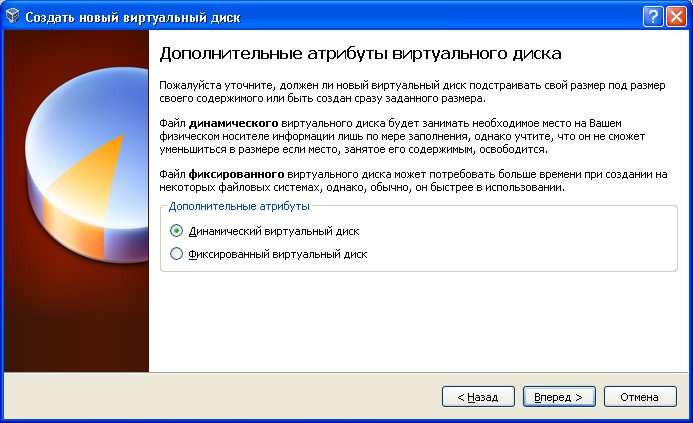 Создать новый виртуальный диск
Дополнительные атрибуты виртуального диска
Пожалуйста уточните, должен ли новый виртуальный диск подстраивать свой размер под размер
своего содержимого или быть создан сразу заданного размера.
Файл динамического виртуального диска будет занимать необходимое место на Вашем
физическом носителе информации лишь по мере заполнения, однако учтите, что он не сможет
уменьшиться в размере если место, занятое его содержимым, освободится.
Файл фиксированного виртуального диска может потребовать больше времени при создании на
некоторых файловых системах, однако, обычно, он быстрее в использовании.
Дополнительные атрибуты
Динамический виртуальный диск
Фиксированный виртуальный диск
< Назад Вперед > Отмена